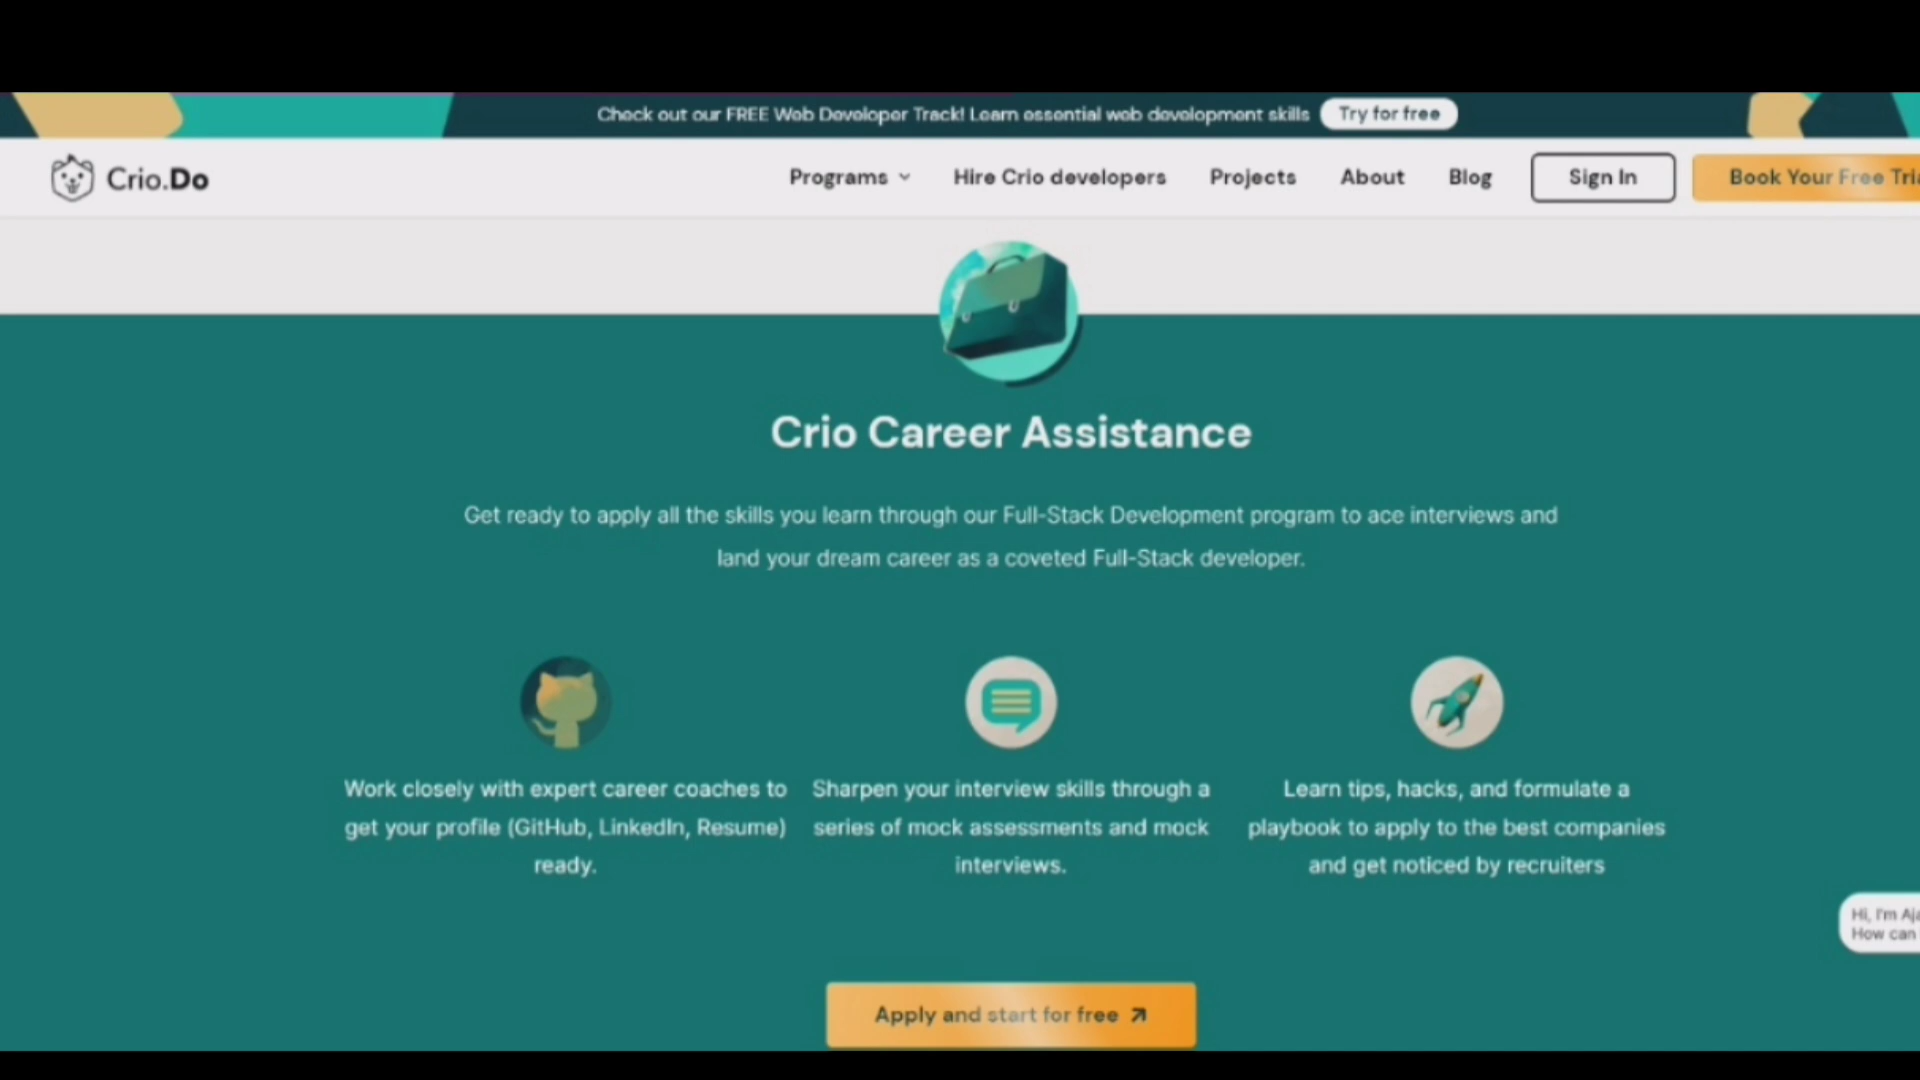 Check out our FREE Web Developer Track! Learn essential web development skills
Try for free
Crio.Do
Programs
Hire Crio developers
Projects
About
Blog
Sign In
Book Your Free
Crio Career Assistance
Get ready to apply all the skills you learn through our Full-Stack Development program to ace interviews and
land your dream career as a coveted Full-Stack developer.
Work closely with expert career coaches to
get your profile (GitHub, LinkedIn, Resume)
ready.
Sharpen your interview skills through a
series of mock assessments and mock
interviews.
Learn tips, hacks, and formulate a
playbook to apply to the best companies
and get noticed by recruiters
Hi, I'm
How can
Apply and start for free